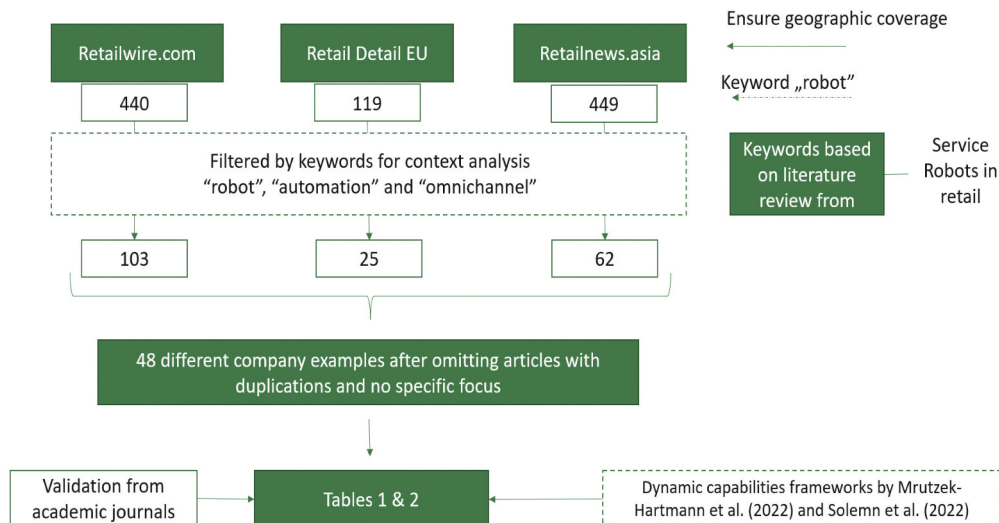 Ensure geographic coverage
Retailwire.com
Retail Detail EU
Retailnews.asia
Keyword „robot”
440
119
449
Filtered by keywords for context analysis
“robot”, “automation” and “omnichannel”
Keywords based
on literature
review from
Service
Robots in
retail
103
25
62
48 different company examples after omitting articles with
duplications and no specific focus
Validation from
academic journals
Tables 1 & 2
Dynamic capabilities frameworks by Mrutzek-
Hartmann et al. (2022) and Solemn et al. (2022)